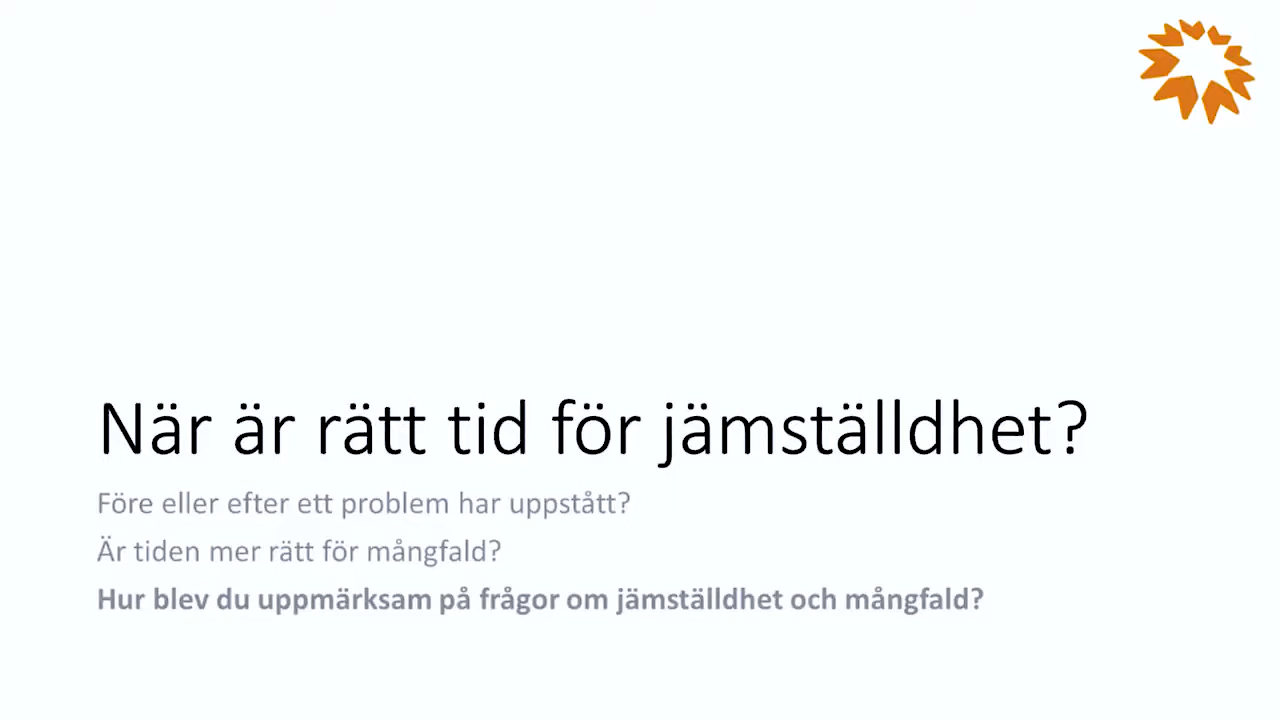 När är rätt tid för jämställdhet?
Före eller efter ett problem har uppstått?
Är tiden mer rätt för mångfald?
Hur blev du uppmärksam på frågor om jämställdhet och mångfald?